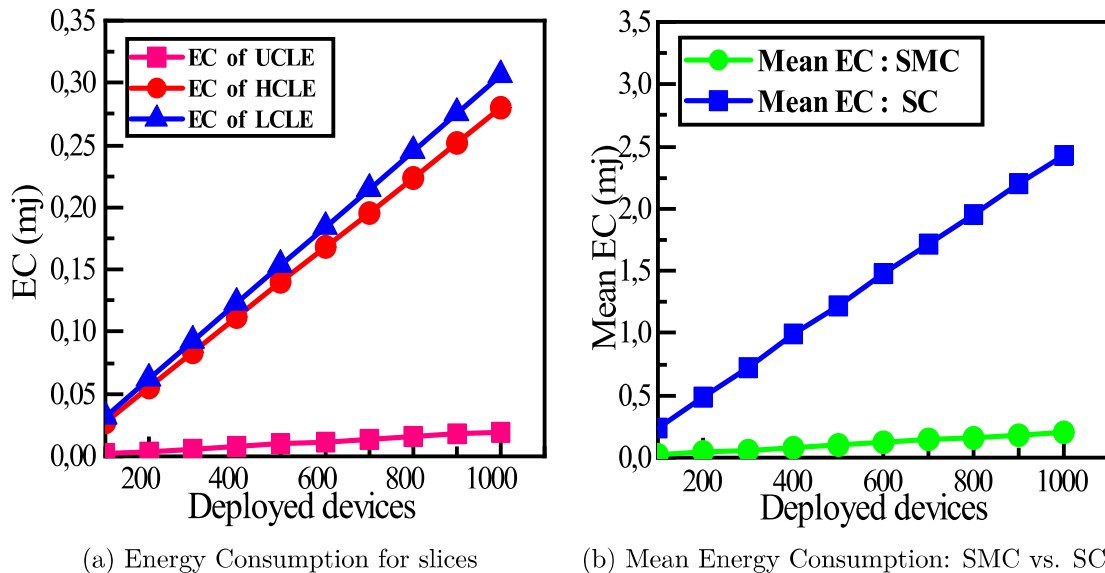 0,35
0,30
0,25
0,20
0,15
0,10
0,05
0,00
EC (mj)
EC of UCLE
EC of HCLE
EC of LCLE
200 400 600 800 1000
Deployed devices
(a) Energy Consumption for slices
3,5
3,0
2,5
2,0
1,5
1,0
0,5
0,0
Mean EC (mj)
Mean EC : SMC
Mean EC : SC
200 400 600 800 1000
Deployed devices
(b) Mean Energy Consumption: SMC vs. SC